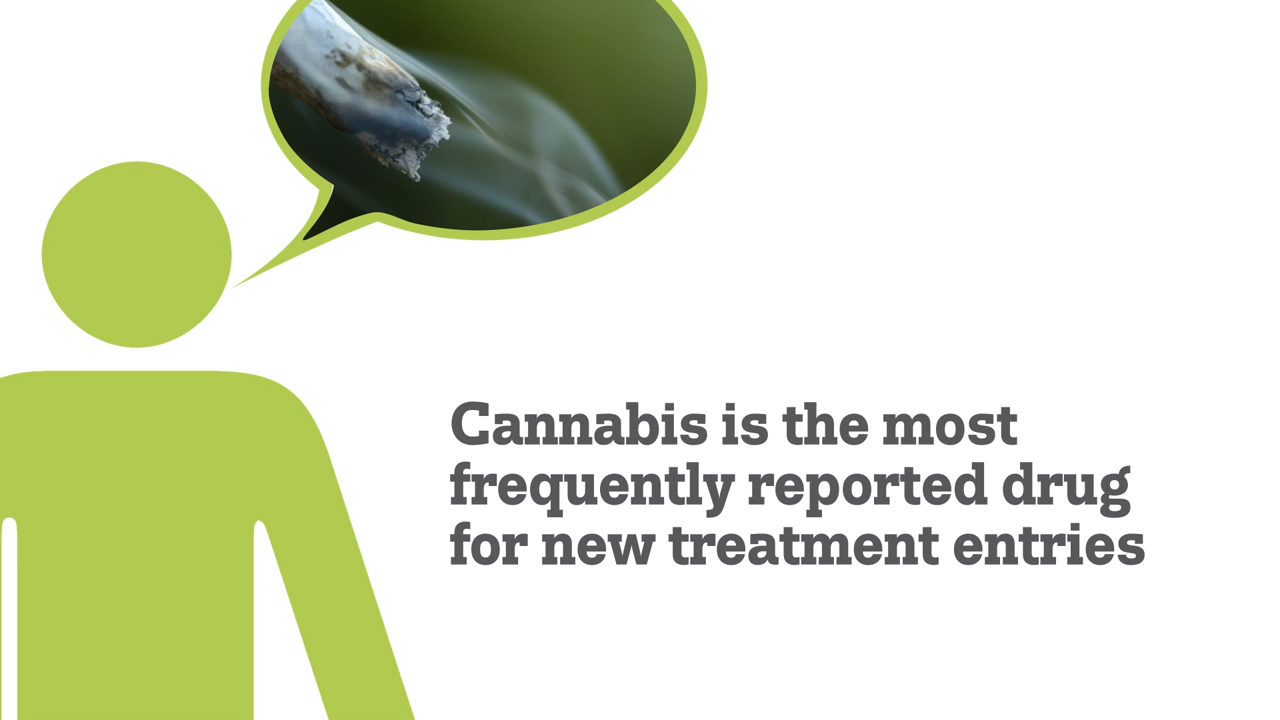 Cannabis is the most
frequently reported drug
for new treatment entries